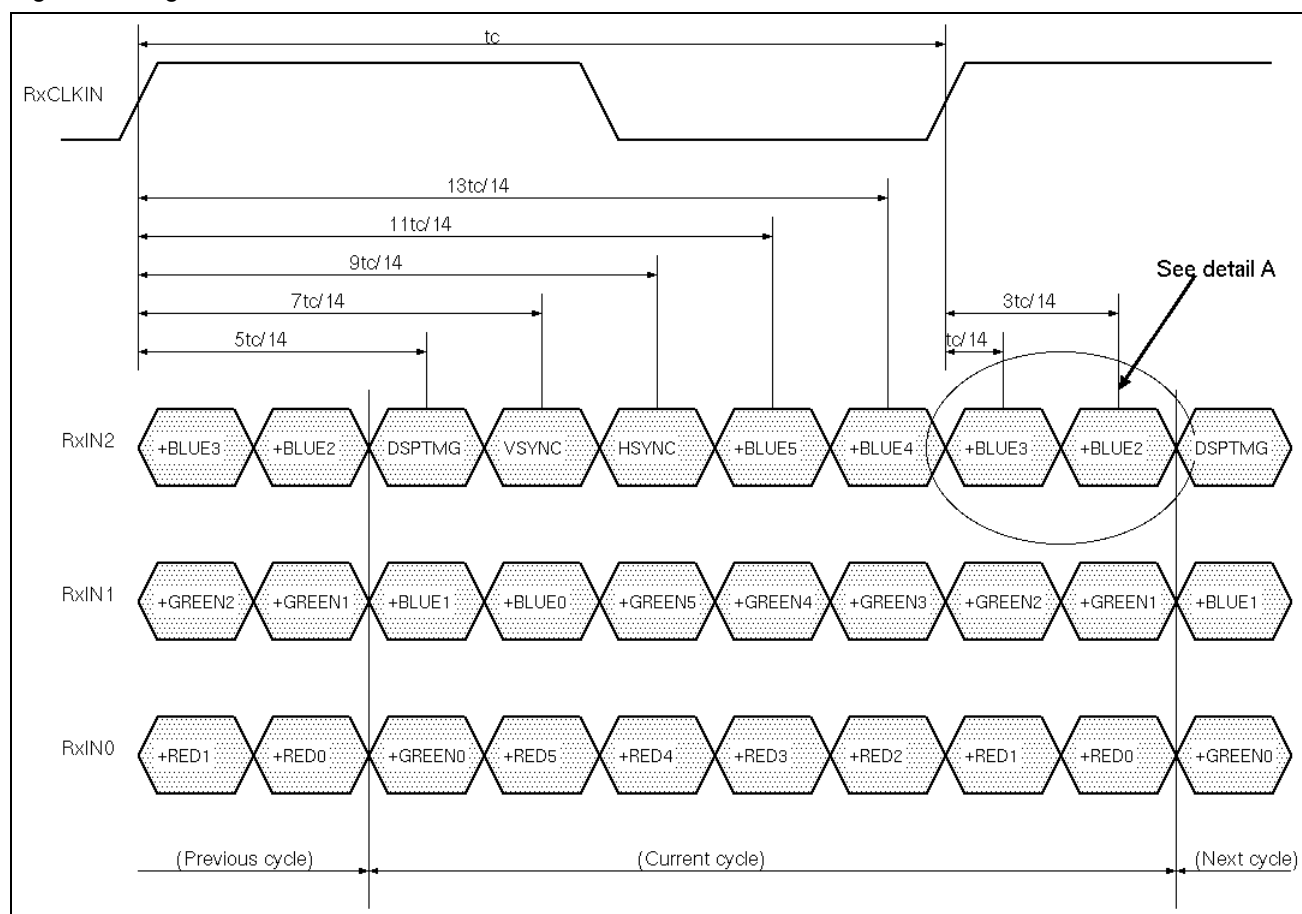 tc
RxCLKIN
13tc/14
11tc/14
9tc/14
See detail A
7tc/14
3tc/14
5tc/14
tc/14
RxIN2
+BLUE3 +BLUE2 DSPTMG VSYNC HSYNC +BLUE5 +BLUE4 +BLUE3 +BLUE2 DSPTMG
RxIN1
+GREEN2 +GREEN1 +BLUE1 +BLUE0 +GREEN5 +GREEN4 +GREEN3 +GREEN2 +GREEN1 +BLUE1
RxIN0
+RED1 +RED0 +GREEN0 +RED5 +RED4 +RED3 +RED2 +RED1 +RED0 +GREEN0
(Previous cycle) (Current cycle) (Next cycle)